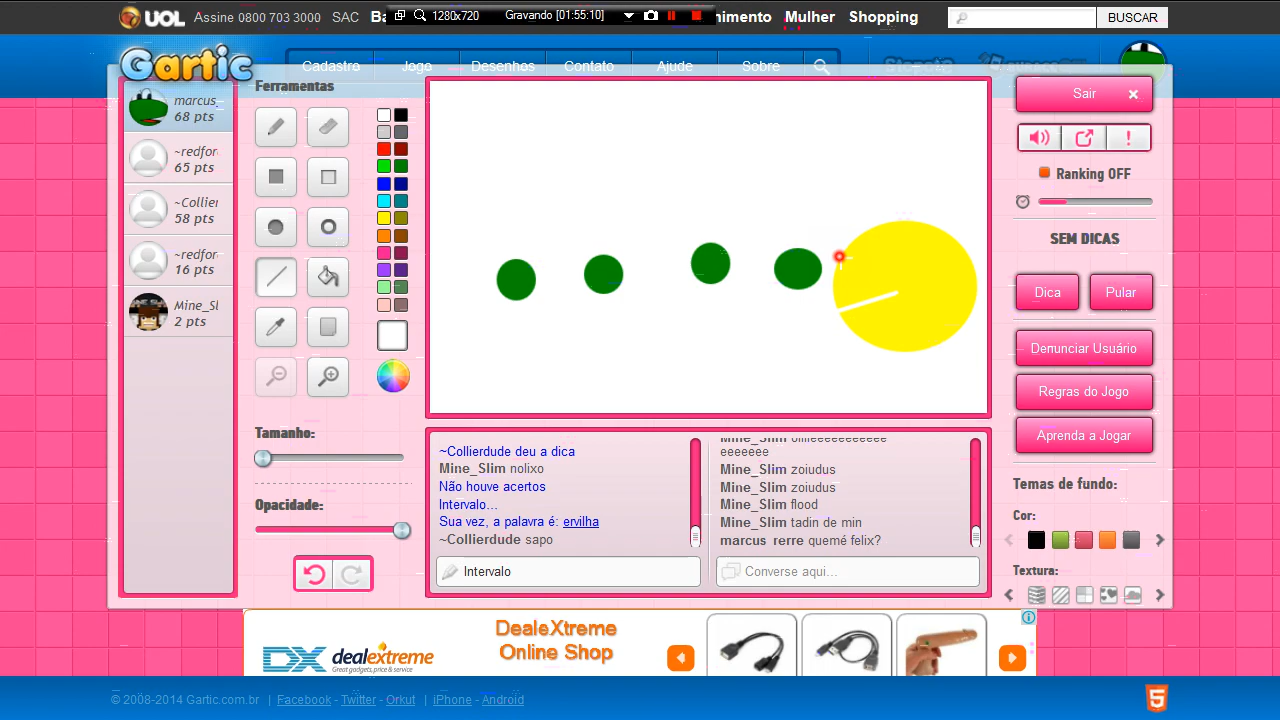 UOL Assine 0800 703 3000 SAC Ba
1280x720 Gravando [01:55:10]
nhecimento Mulher Shopping
BUSCAR
Gartic
Cadastro Jogo Desenhos Contato Ajuda Sobre
marcus
68 pts
~redfor
65 pts
~Collier
58 pts
~redfor
16 pts
Mine_Sl
2 pts
Ferramentas
Tamanho:
Opacidade:
~Collierdude deu a dica
Mine_Slim nolixo
Não houve acertos
Intervalo...
Sua vez, a palavra é: ervilha
~Collierdude sapo
Intervalo
Mine_Slim oiiiieeeeeeeeeee
eeeeeee
Mine_Slim zoiudus
Mine_Slim zoiudus
Mine_Slim flood
Mine_Slim tadin de min
marcus rerre quemé felix?
Converse aqui...
Sair
!
Ranking OFF
SEM DICAS
Dica Pular
Denunciar Usuário
Regras do Jogo
Aprenda a Jogar
Temas de fundo:
Cor:
Textura:
DX dealextreme
Great gadgets, price & service
DealeXtreme
Online Shop
© 2008-2014 Gartic.com.br | Facebook - Twitter - Orkut | iPhone - Android
5